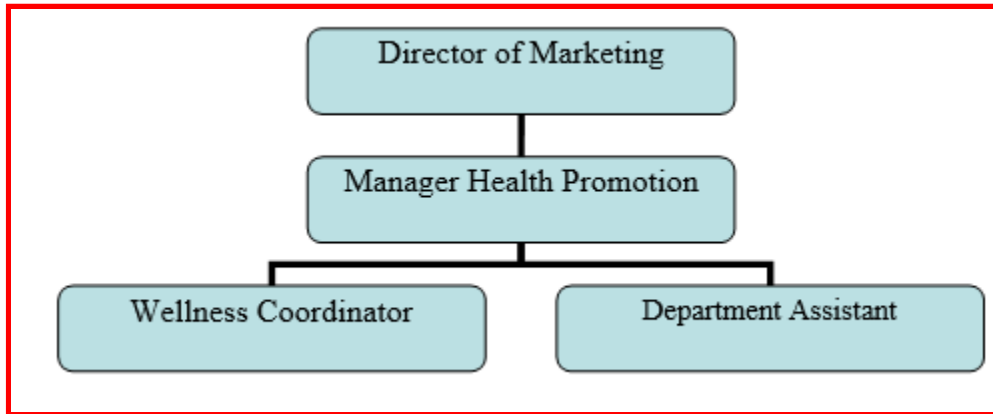 Director of Marketing
Manager Health Promotion
Wellness Coordinator
Department Assistant